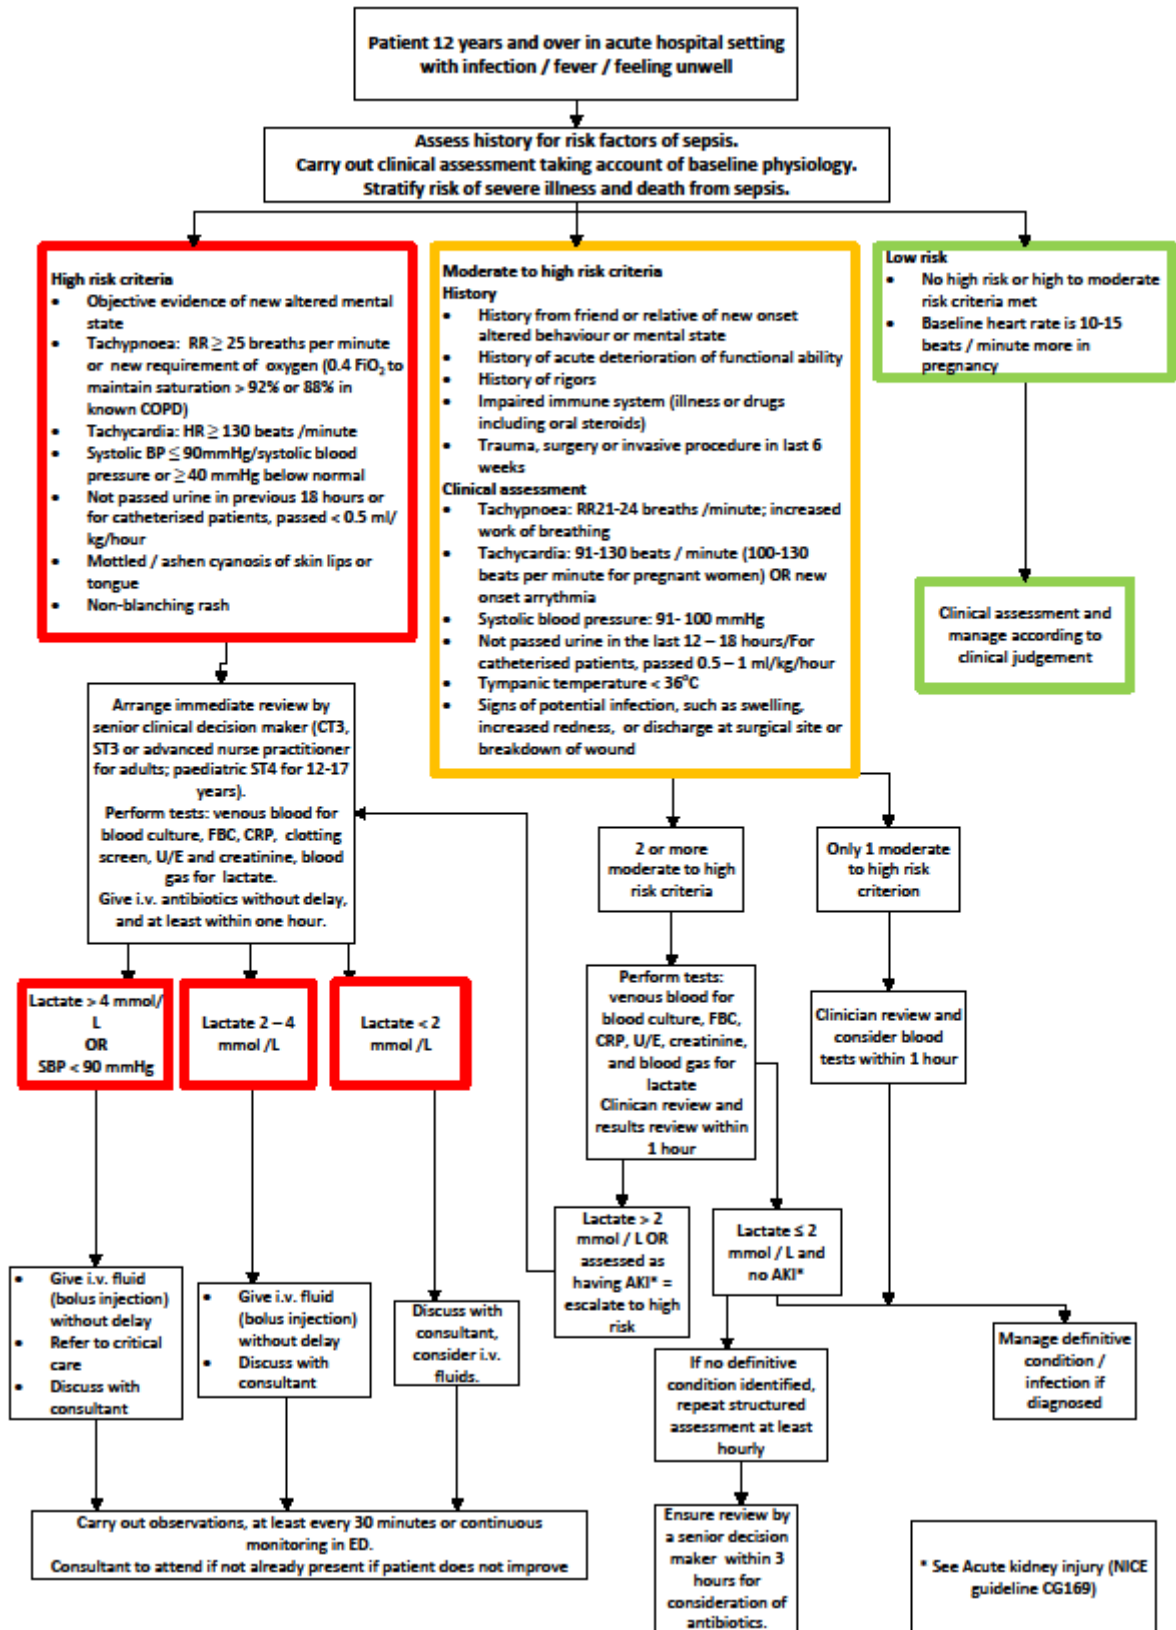 Patient 12 years and over in acute hospital setting
with infection / fever / feeling unwell
Assess history for risk factors of sepsis.
Carry out clinical assessment taking account of baseline physiology.
Stratify risk of severe illness and death from sepsis.
High risk criteria
• Objective evidence of new altered mental
state
• Tachypnoea: RR ≥ 25 breaths per minute
or new requirement of oxygen (0.4 FiO₂ to
maintain saturation > 92% or 88% in
known COPD)
• Tachycardia: HR ≥ 130 beats /minute
• Systolic BP ≤ 90mmHg/systolic blood
pressure or ≥ 40 mmHg below normal
• Not passed urine in previous 18 hours or
for catheterised patients, passed < 0.5 ml/
kg/hour
• Mottled / ashen cyanosis of skin lips or
tongue
• Non-blanching rash
Moderate to high risk criteria
History
• History from friend or relative of new onset
altered behaviour or mental state
• History of acute deterioration of functional ability
• History of rigors
• Impaired immune system (illness or drugs
including oral steroids)
• Trauma, surgery or invasive procedure in last 6
weeks
Clinical assessment
• Tachypnoea: RR21-24 breaths /minute; increased
work of breathing
• Tachycardia: 91-130 beats / minute (100-130
beats per minute for pregnant women) OR new
onset arrythmia
• Systolic blood pressure: 91- 100 mmHg
• Not passed urine in the last 12 – 18 hours/For
catheterised patients, passed 0.5 – 1 ml/kg/hour
• Tympanic temperature < 36°C
• Signs of potential infection, such as swelling,
increased redness, or discharge at surgical site or
breakdown of wound
Low risk
• No high risk or high to moderate
risk criteria met
• Baseline heart rate is 10-15
beats / minute more in
pregnancy
Clinical assessment and
manage according to
clinical judgement
Arrange immediate review by
senior clinical decision maker (CT3,
ST3 or advanced nurse practitioner
for adults; paediatric ST4 for 12-17
years).
Perform tests: venous blood for
blood culture, FBC, CRP, clotting
screen, U/E and creatinine, blood
gas for lactate.
Give i.v. antibiotics without delay,
and at least within one hour.
2 or more
moderate to high
risk criteria
Only 1 moderate
to high risk
criterion
Lactate > 4 mmol/
L
OR
SBP < 90 mmHg
Lactate 2 – 4
mmol /L
Lactate < 2
mmol /L
Perform tests:
venous blood for
blood culture, FBC,
CRP, U/E, creatinine,
and blood gas for
lactate
Clinican review and
results review within
1 hour
Clinician review and
consider blood
tests within 1 hour
Lactate > 2
mmol / L OR
assessed as
having AKI* =
escalate to high
risk
Lactate ≤ 2
mmol / L and
no AKI*
• Give i.v. fluid
(bolus injection)
without delay
• Refer to critical
care
• Discuss with
consultant
• Give i.v. fluid
(bolus injection)
without delay
• Discuss with
consultant
Discuss with
consultant,
consider i.v.
fluids.
If no definitive
condition identified,
repeat structured
assessment at least
hourly
Manage definitive
condition /
infection if
diagnosed
Carry out observations, at least every 30 minutes or continuous
monitoring in ED.
Consultant to attend if not already present if patient does not improve
Ensure review by
a senior decision
maker within 3
hours for
consideration of
antibiotics.
* See Acute kidney injury (NICE
guideline CG169)